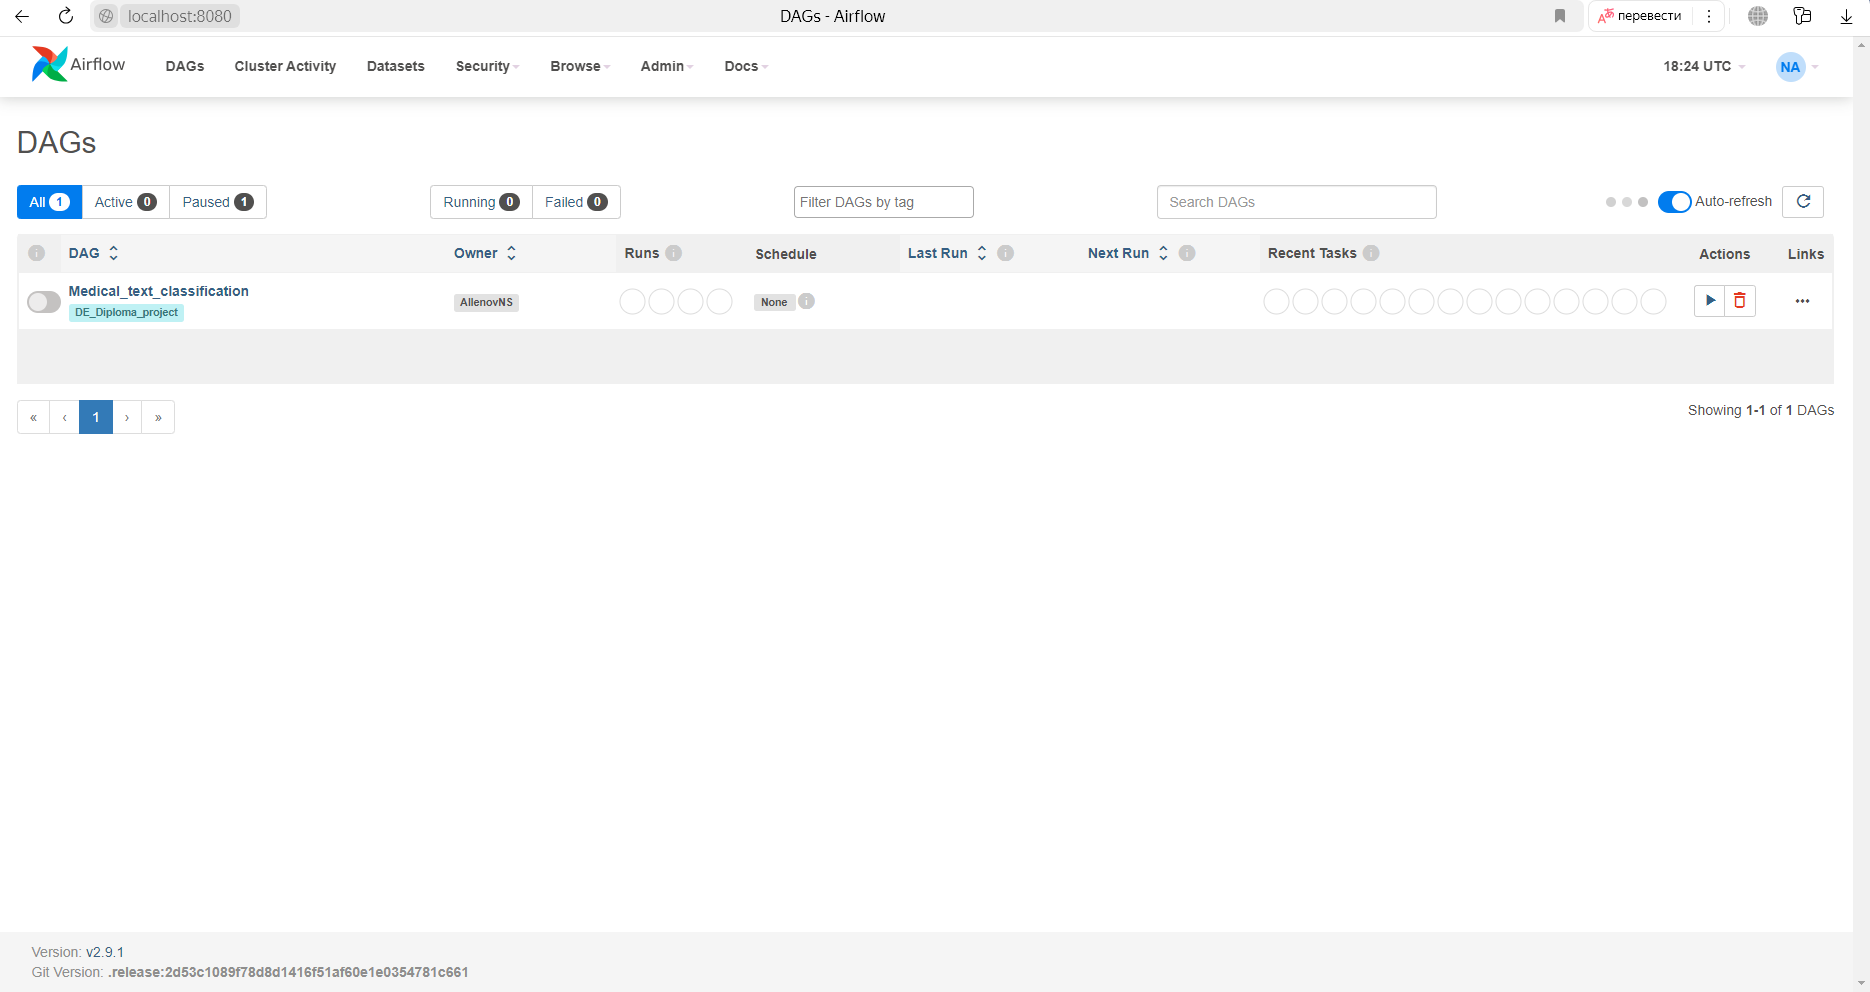 localhost:8080
DAGs - Airflow
перевести
Airflow
DAGs
Cluster Activity
Datasets
Security
Browse
Admin
Docs
18:24 UTC
NA
DAGs
All 1
Active 0
Paused 1
Running 0
Failed 0
Filter DAGs by tag
Search DAGs
Auto-refresh
DAG
Owner
Runs
Schedule
Last Run
Next Run
Recent Tasks
Actions
Links
Medical_text_classification
DE_Diploma_project
AllenovNS
None
« ‹ 1 › »
Showing 1-1 of 1 DAGs
Version: v2.9.1
Git Version: .release:2d53c1089f78d8d1416f51af60e1e0354781c661